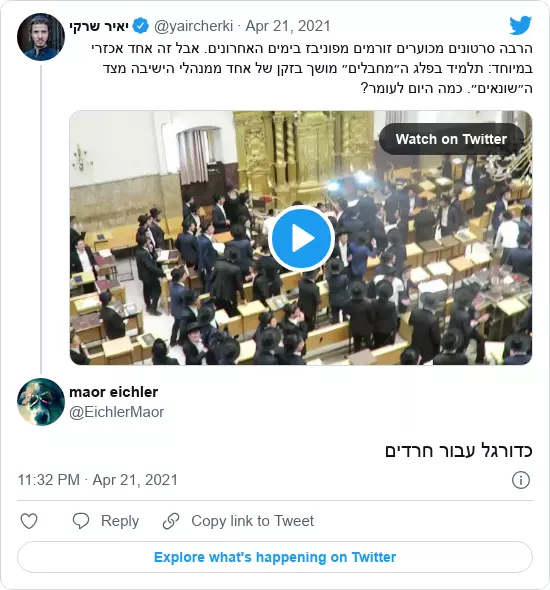 יאיר שרקי @yaircherki · Apr 21, 2021
הרבה סרטונים מכוערים זורמים מפוניבז בימים האחרונים. אבל זה אחד אכזרי
במיוחד: תלמיד בפלג ה״מחבלים״ מושך בזקן של אחד ממנהלי הישיבה מצד
ה״שונאים״. כמה היום לעומר?
Watch on Twitter
maor eichler
@EichlerMaor
כדורגל עבור חרדים
11:32 PM · Apr 21, 2021
Reply
Copy link to Tweet
Explore what's happening on Twitter